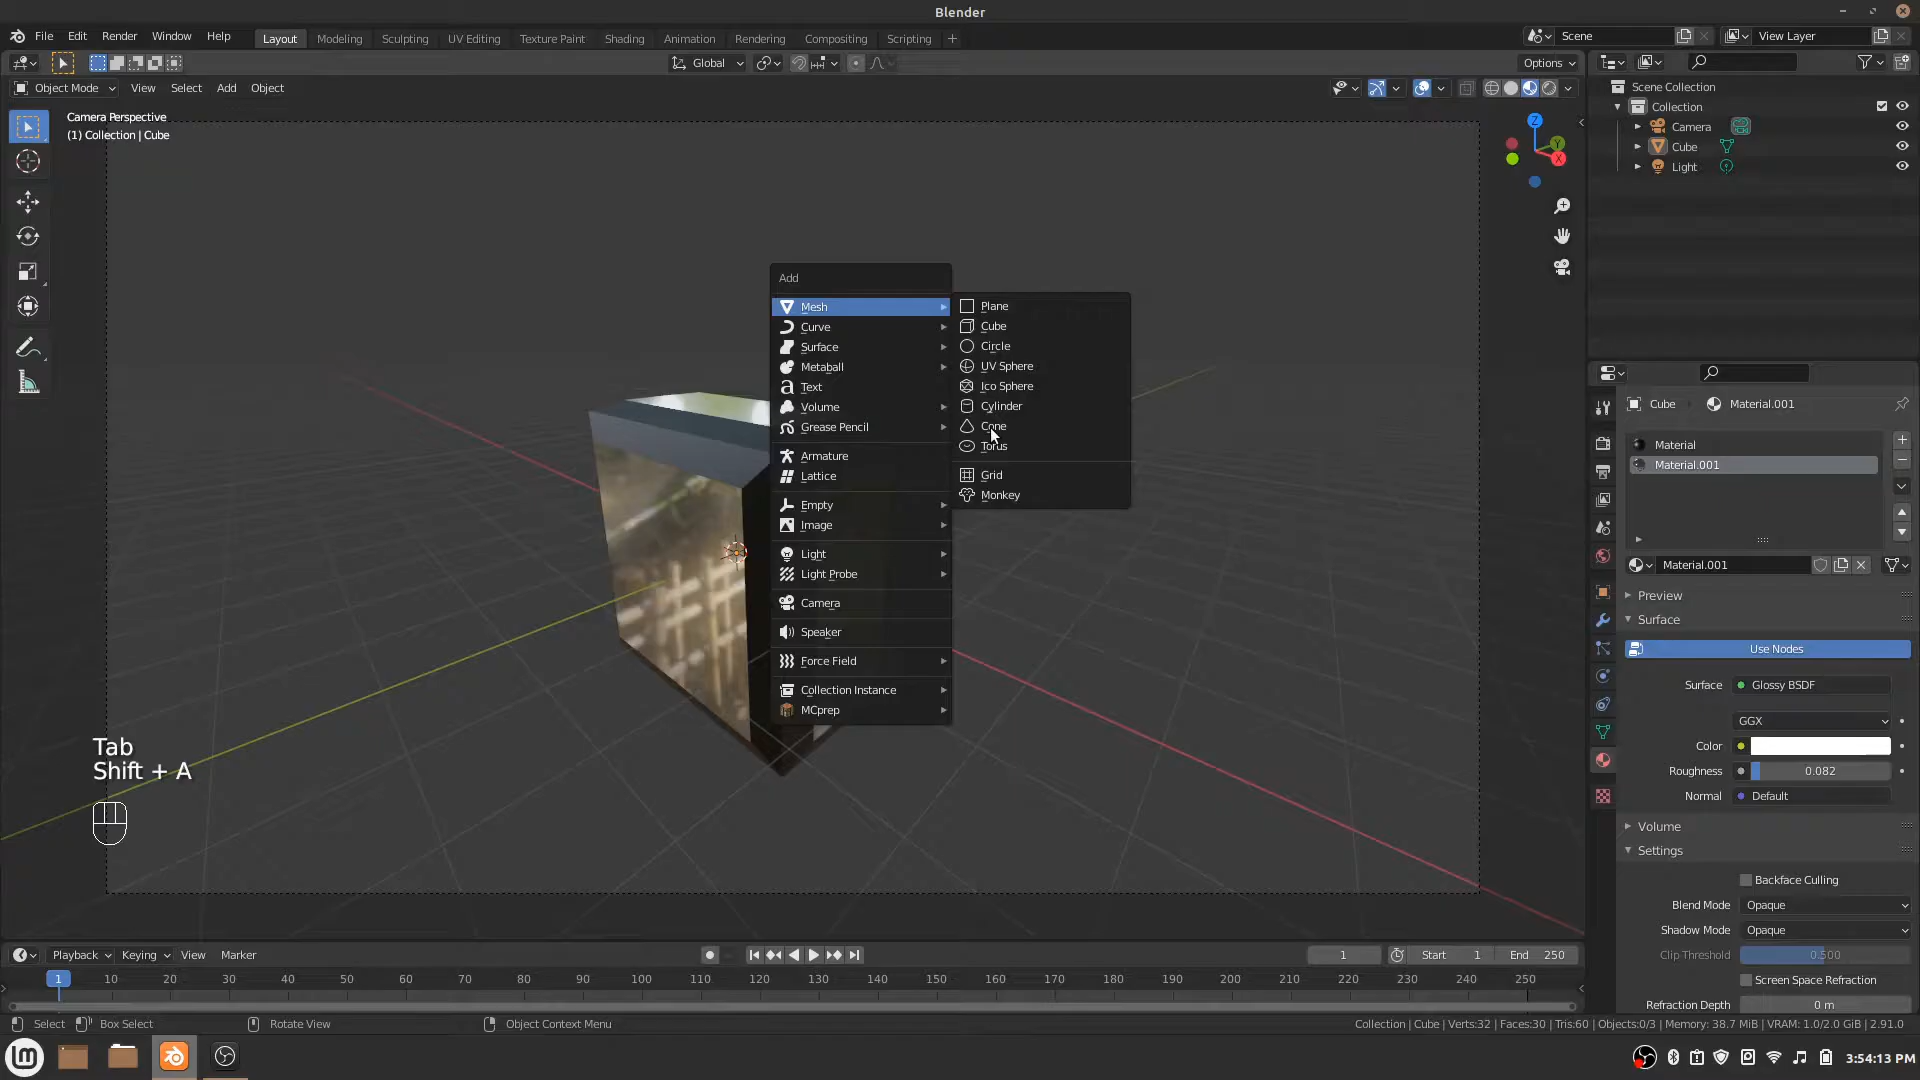 Blender
File Edit Render Window Help
Layout Modeling Sculpting UV Editing Texture Paint Shading Animation Rendering Compositing Scripting +
Scene
View Layer
Global
Options
Object Mode View Select Add Object
Camera Perspective
(1) Collection | Cube
Z
Y
X
Scene Collection
Collection
Camera
Cube
Light
Add
Mesh
Curve
Surface
Metaball
Text
Volume
Grease Pencil
Armature
Lattice
Empty
Image
Light
Light Probe
Camera
Speaker
Force Field
Collection Instance
MCprep
Plane
Cube
Circle
UV Sphere
Ico Sphere
Cylinder
Cone
Torus
Grid
Monkey
Tab
Shift + A
Cube Material.001
Material
Material.001
Material.001
Preview
Surface
Use Nodes
Surface Glossy BSDF
GGX
Color
Roughness 0.082
Normal Default
Volume
Settings
Backface Culling
Blend Mode Opaque
Shadow Mode Opaque
Clip Threshold 0.500
Screen Space Refraction
Refraction Depth 0 m
Playback Keying View Marker
1 Start 1 End 250
1 10 20 30 40 50 60 70 80 90 100 110 120 130 140 150 160 170 180 190 200 210 220 230 240 250
Select Box Select Rotate View Object Context Menu
Collection | Cube | Verts:32 | Faces:30 | Tris:60 | Objects:0/3 | Memory: 38.7 MiB | VRAM: 1.0/2.0 GiB | 2.91.0
3:54:13 PM